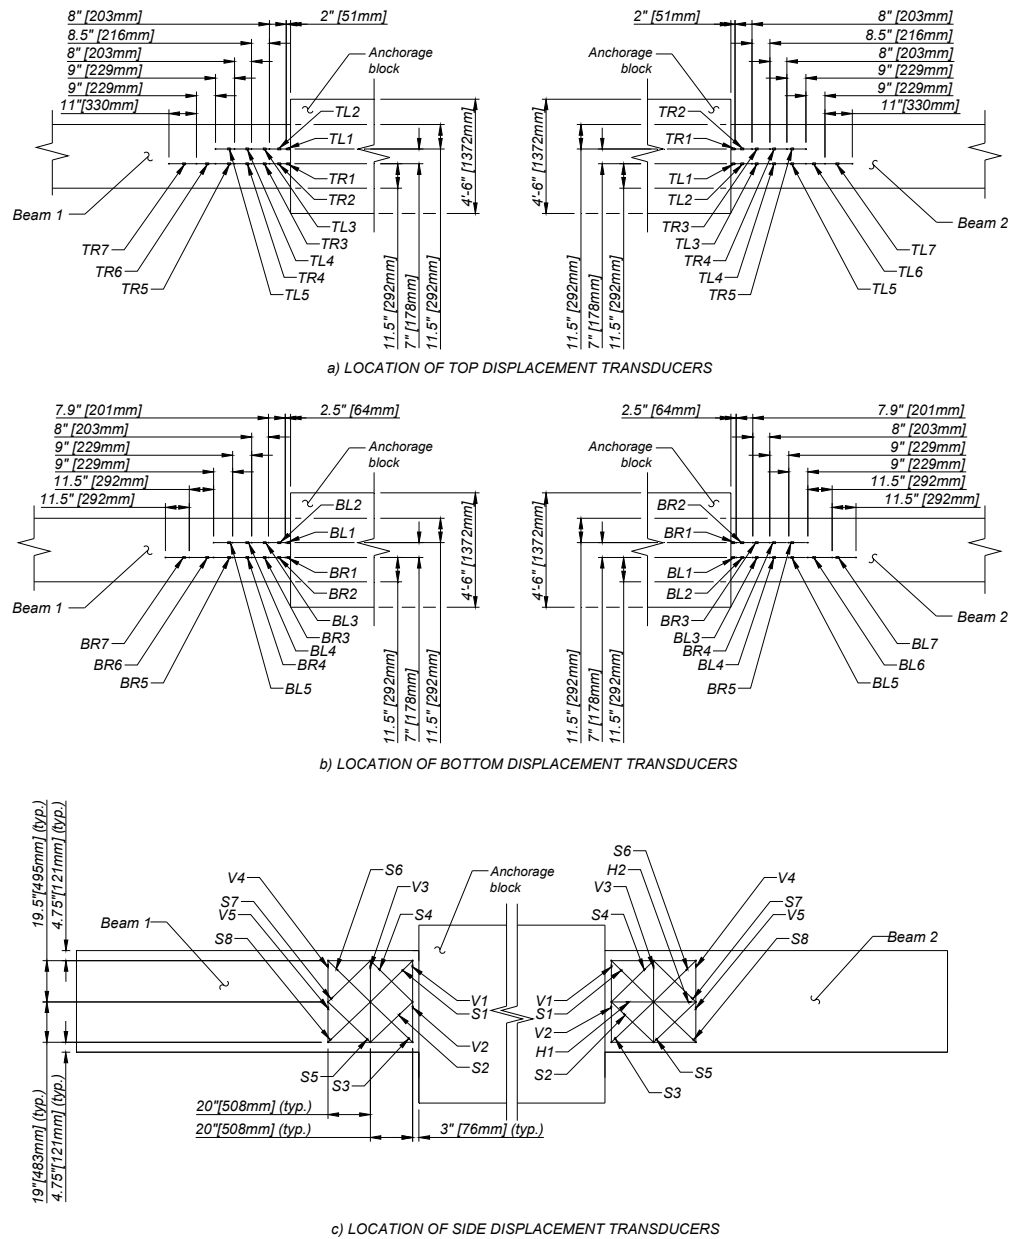 8" [203mm]
2" [51mm]
2" [51mm]
8" [203mm]
8.5" [216mm]
8.5" [216mm]
8" [203mm]
Anchorage
block
Anchorage
block
8" [203mm]
9" [229mm]
9" [229mm]
9" [229mm]
9" [229mm]
11"[330mm]
11"[330mm]
TL2
TR2
TL1
TR1
TR1
TL1
TR2
TL2
4'-6" [1372mm]
4'-6" [1372mm]
Beam 1
Beam 2
TL3
TR3
TR7
TR3
TL3
TL7
TL4
TR4
TR6
TR4
TL4
TL6
TR5
TL5
TR5
TL5
11.5" [292mm]
7" [178mm]
11.5" [292mm]
11.5" [292mm]
7" [178mm]
11.5" [292mm]
a) LOCATION OF TOP DISPLACEMENT TRANSDUCERS
7.9" [201mm]
2.5" [64mm]
2.5" [64mm]
7.9" [201mm]
8" [203mm]
8" [203mm]
9" [229mm]
Anchorage
block
Anchorage
block
9" [229mm]
9" [229mm]
9" [229mm]
11.5" [292mm]
11.5" [292mm]
11.5" [292mm]
11.5" [292mm]
BL2
BR2
BL1
BR1
BR1
BL1
BR2
BL2
4'-6" [1372mm]
4'-6" [1372mm]
Beam 1
Beam 2
BL3
BR3
BR7
BR3
BL3
BL7
BL4
BR4
BR6
BR4
BL4
BL6
BR5
BL5
BR5
BL5
11.5" [292mm]
7" [178mm]
11.5" [292mm]
11.5" [292mm]
7" [178mm]
11.5" [292mm]
b) LOCATION OF BOTTOM DISPLACEMENT TRANSDUCERS
19.5"[495mm] (typ.)
4.75"[121mm] (typ.)
S6
S6
V4
V3
Anchorage
block
H2
V4
S7
V3
S7
V5
S4
S4
V5
Beam 1
S8
S8
Beam 2
V1
V1
S1
S1
V2
V2
H1
S2
S2
S5
S3
S5
S3
19"[483mm] (typ.)
4.75"[121mm] (typ.)
20"[508mm] (typ.)
20"[508mm] (typ.)
3" [76mm] (typ.)
c) LOCATION OF SIDE DISPLACEMENT TRANSDUCERS